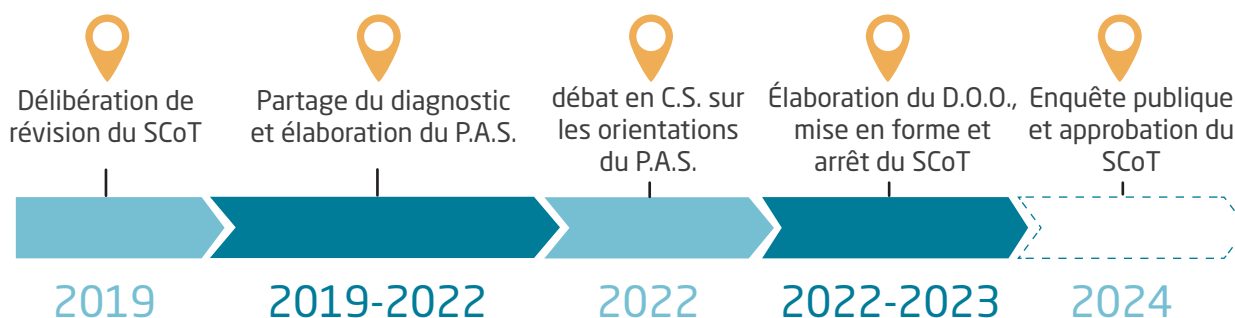 Délibération de
révision du SCoT
Partage du diagnostic
et élaboration du P.A.S.
débat en C.S. sur
les orientations
du P.A.S.
Élaboration du D.O.O.,
mise en forme et
arrêt du SCoT
Enquête publique
et approbation du
SCoT
2019
2019-2022
2022
2022-2023
2024